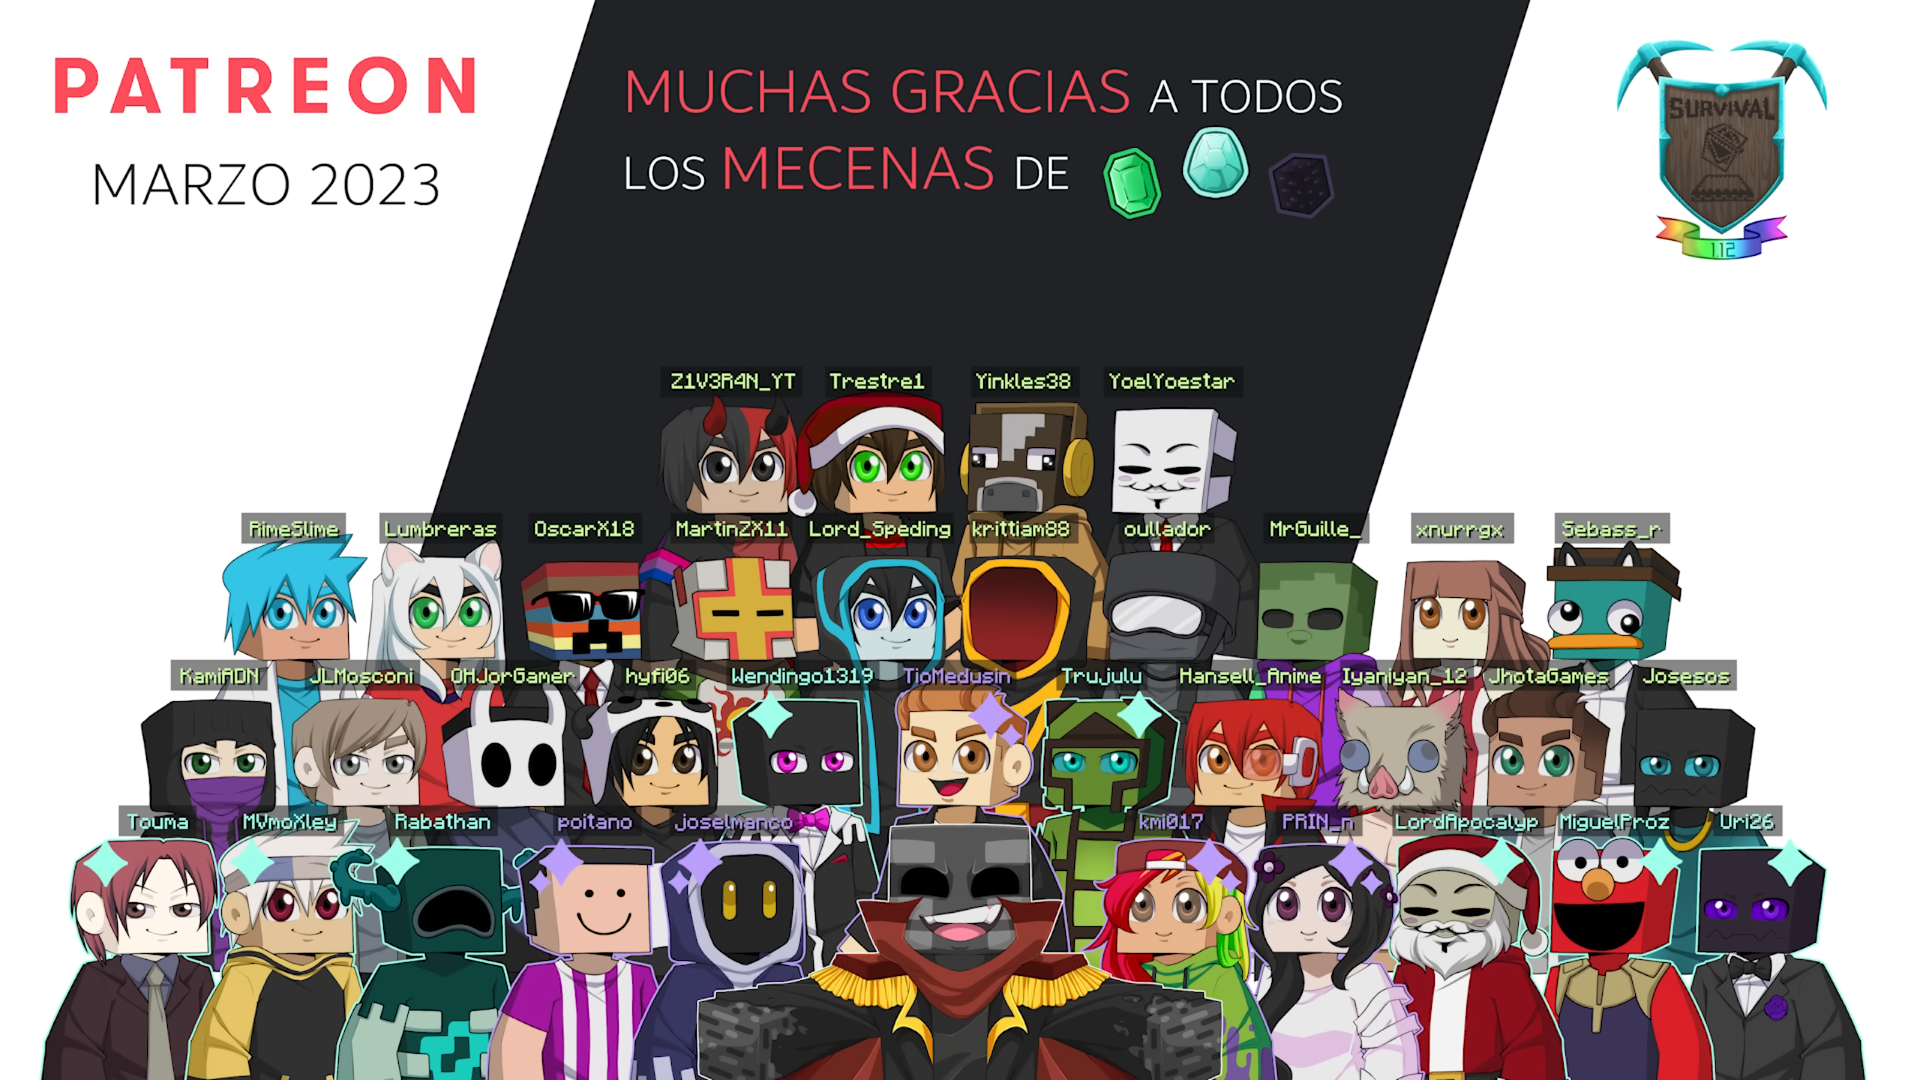 PATREON
MARZO 2023
MUCHAS GRACIAS A TODOS
LOS MECENAS DE
SURVIVAL
1.12
Z1V3R4N_YT Trestre1 Yinkles38 YoelYoestar
RimeSlime Lumbreras OscarX18 MartinZX11 Lord_Speding krittiam88 oullador MrGuille_ xnurrgx Sebass_r
KamiADN JLMosconi OHJorGamer hyfi06 Wendingo1319 TioMedusin Trujulu Hansell_Anime Iyaniyan_12 JhotaGames Josesos
Touma MVmoXley Rabathan poitano joselmanco kmi017 PRIN_n LordApocalyp MiguelProz Uri26